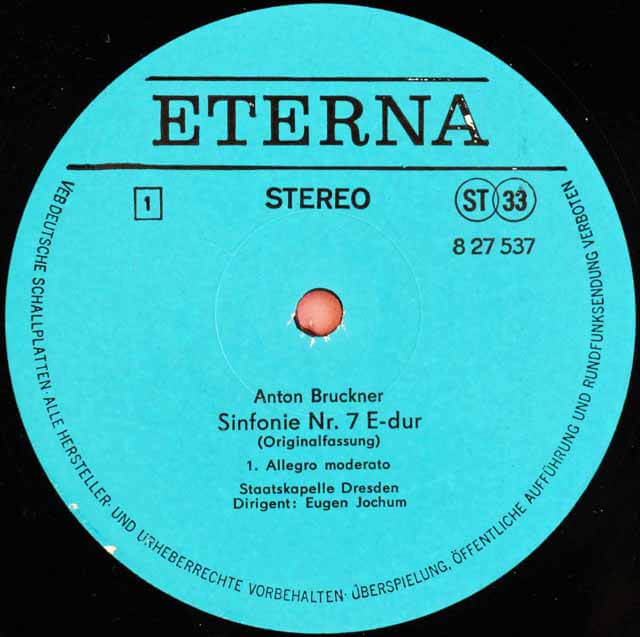 ETERNA
1
STEREO
ST 33
8 27 537
Anton Bruckner
Sinfonie Nr. 7 E-dur
(Originalfassung)
1. Allegro moderato
Staatskapelle Dresden
Dirigent: Eugen Jochum
VEB DEUTSCHE SCHALLPLATTEN · ALLE HERSTELLER- UND URHEBERRECHTE VORBEHALTEN · ÜBERSPIELUNG, ÖFFENTLICHE AUFFÜHRUNG UND RUNDFUNKSENDUNG VERBOTEN